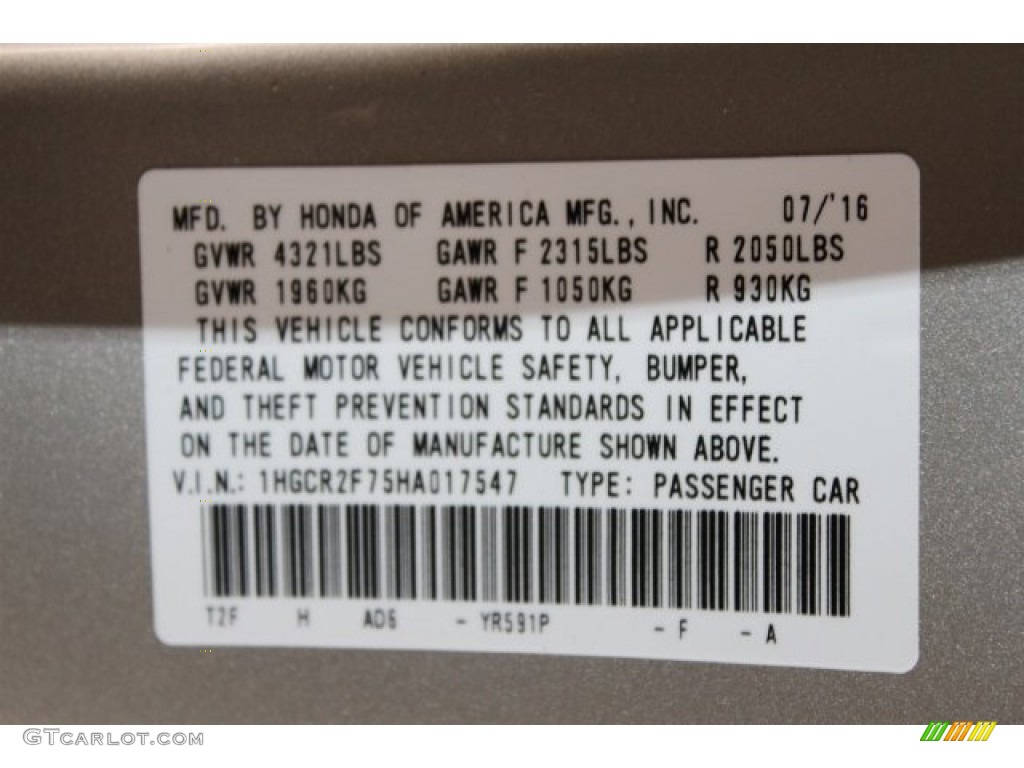 MFD. BY HONDA OF AMERICA MFG., INC. 07/'16
GVWR 4321LBS GAWR F 2315LBS R 2050LBS
GVWR 1960KG GAWR F 1050KG R 930KG
THIS VEHICLE CONFORMS TO ALL APPLICABLE
FEDERAL MOTOR VEHICLE SAFETY, BUMPER,
AND THEFT PREVENTION STANDARDS IN EFFECT
ON THE DATE OF MANUFACTURE SHOWN ABOVE.
V.I.N.: 1HGCR2F75HA017547 TYPE: PASSENGER CAR
T2F H AD6 - YR591P - F - A
GTCARLOT.COM